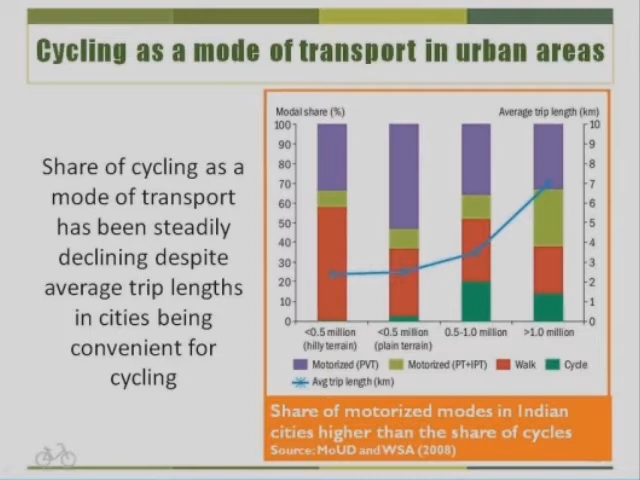 Cycling as a mode of transport in urban areas
Share of cycling as a
mode of transport
has been steadily
declining despite
average trip lengths
in cities being
convenient for
cycling
Modal share (%)
Average trip length (km)
100
90
80
70
60
50
40
30
20
10
0
10
9
8
7
6
5
4
3
2
1
0
<0.5 million
(hilly terrain)
<0.5 million
(plain terrain)
0.5-1.0 million
>1.0 million
Motorized (PVT)
Motorized (PT+IPT)
Walk
Cycle
Avg trip length (km)
Share of motorized modes in Indian
cities higher than the share of cycles
Source: MoUD and WSA (2008)